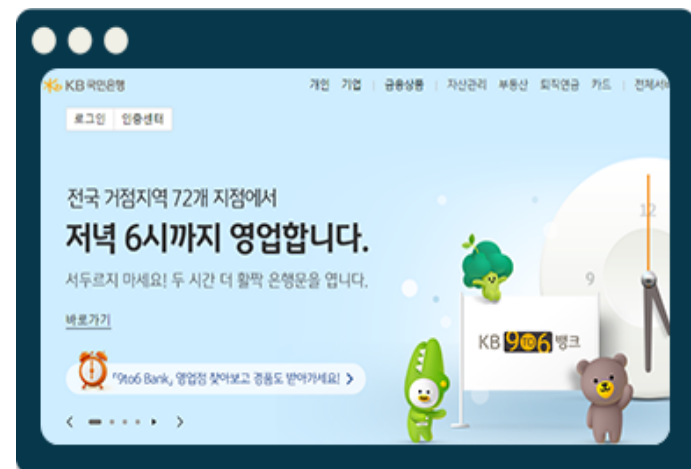 KB 국민은행
개인 기업 금융상품 자산관리 부동산 퇴직연금 카드 전체서비
로그인 인증센터
전국 거점지역 72개 지점에서
저녁 6시까지 영업합니다.
서두르지 마세요! 두 시간 더 활짝 은행문을 엽니다.
바로가기
12
9
KB 9TO6 뱅크
「9to6 Bank」 영업점 찾아보고 경품도 받아가세요!